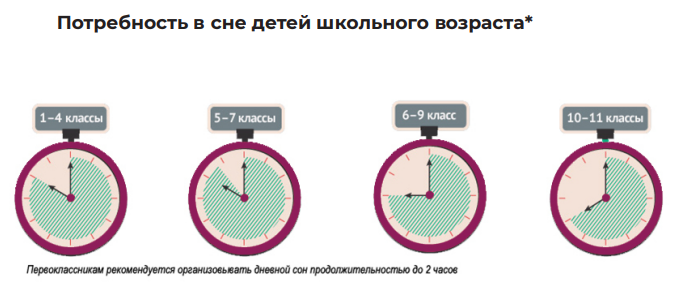 Потребность в сне детей школьного возраста*
1–4 классы
5–7 классы
6–9 класс
10–11 классы
Первоклассникам рекомендуется организовывать дневной сон продолжительностью до 2 часов